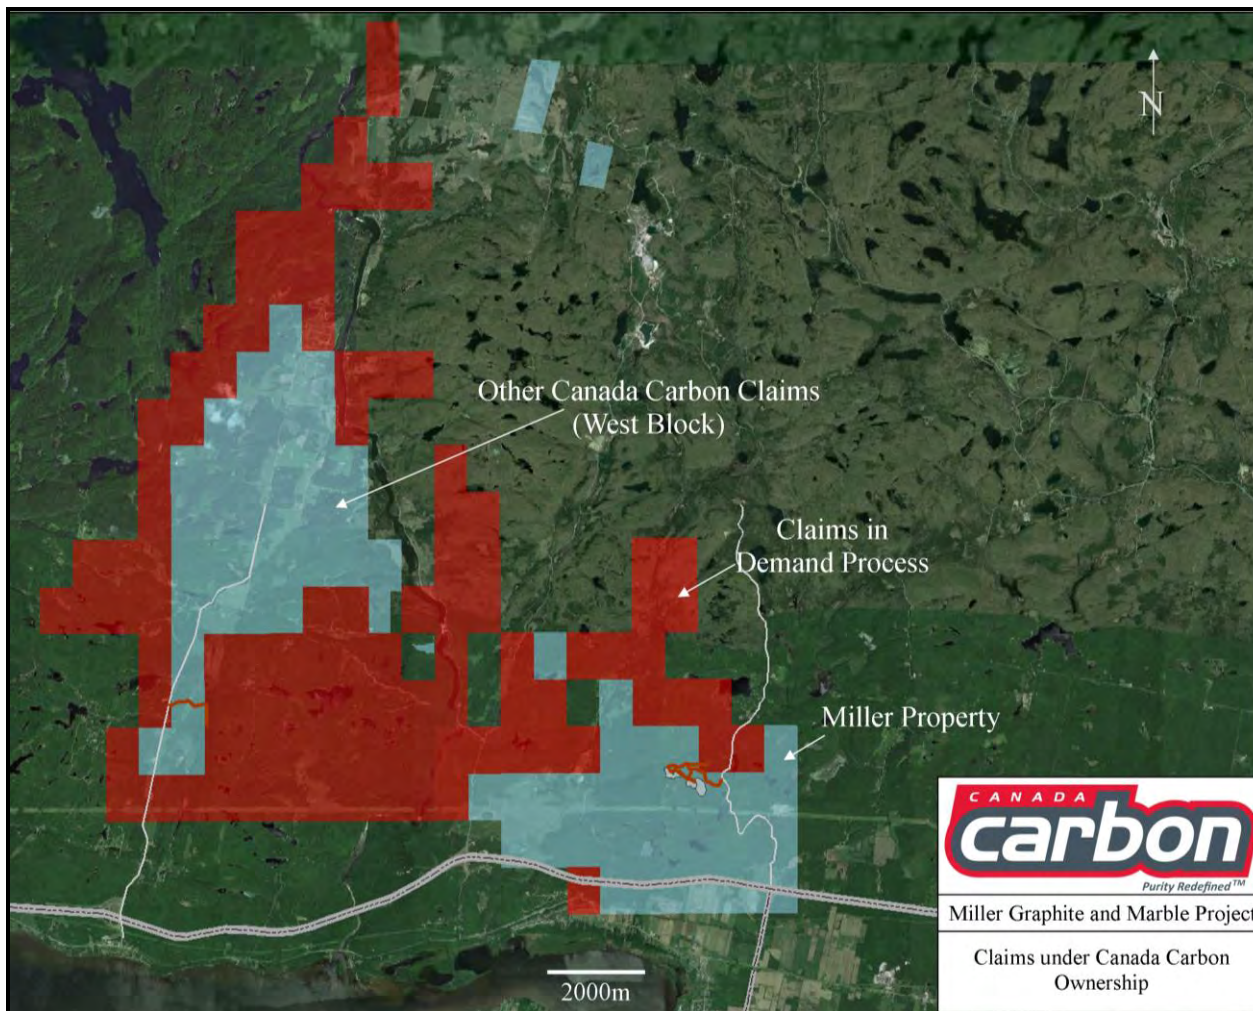 N
Other Canada Carbon Claims
(West Block)
Claims in
Demand Process
Miller Property
CANADA
carbon
Purity Redefined™
Miller Graphite and Marble Project
Claims under Canada Carbon
Ownership
2000m